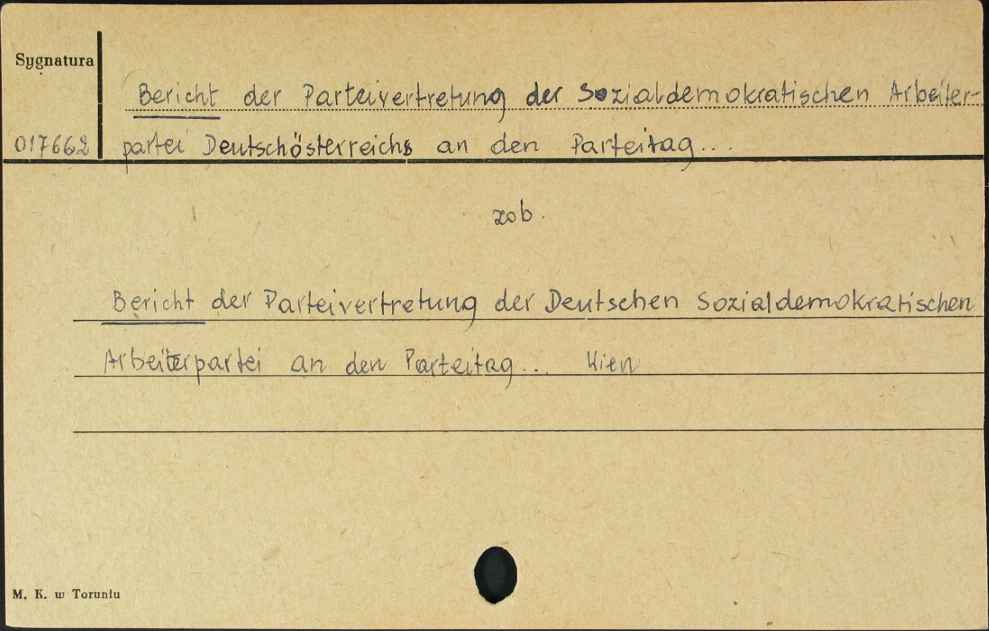 Sygnatura
Bericht der Parteivertretung der Sozialdemokratischen Arbeiter-
017662 partei Deutschösterreichs an den Parteitag...
zob.
Bericht der Parteivertretung der Deutschen Sozialdemokratischen
Arbeiterpartei an den Parteitag... Wien
M. K. w Toruniu